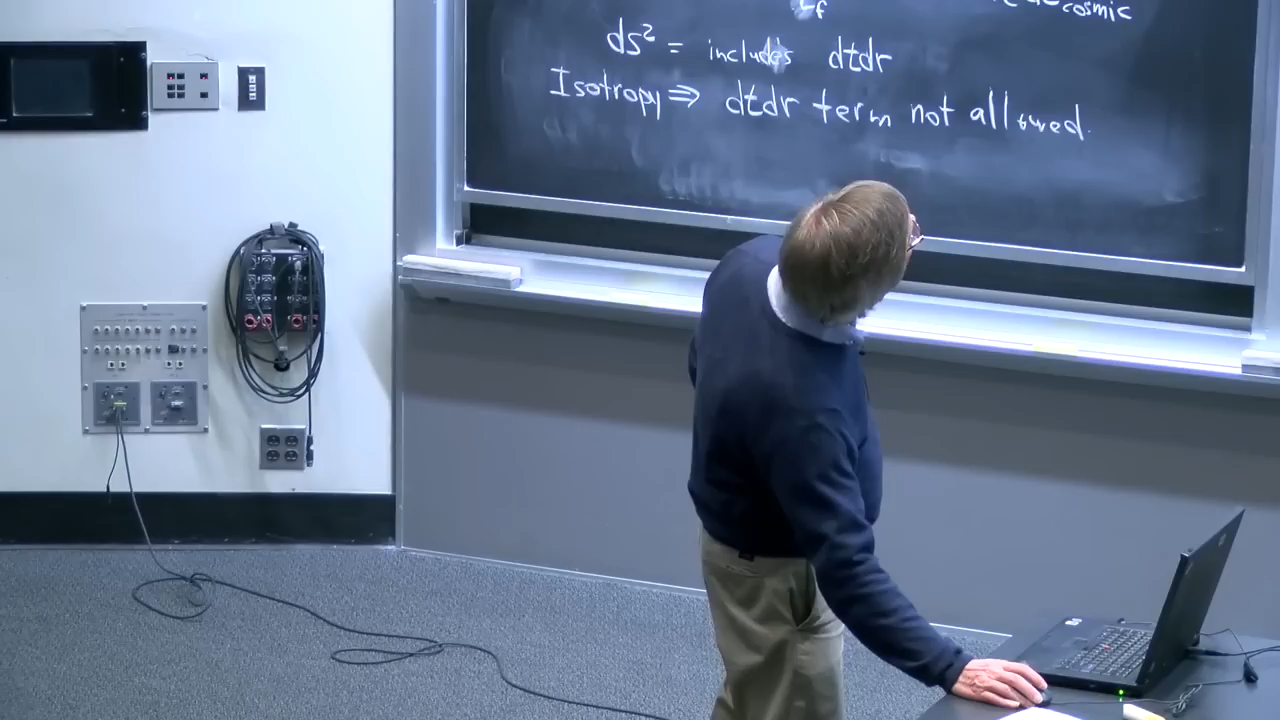 cosmic
f
ds² = includes dtdr
Isotropy ⇒ dtdr term not allowed.